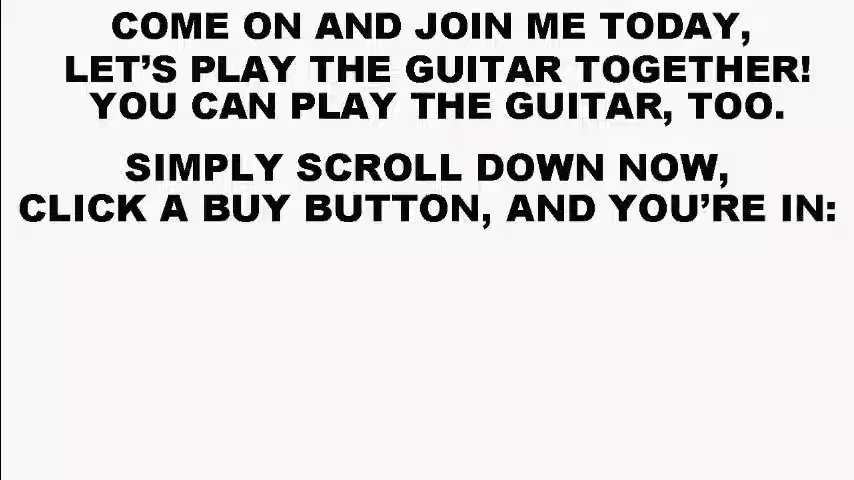 COME ON AND JOIN ME TODAY,
LET’S PLAY THE GUITAR TOGETHER!
YOU CAN PLAY THE GUITAR, TOO.
SIMPLY SCROLL DOWN NOW,
CLICK A BUY BUTTON, AND YOU’RE IN: